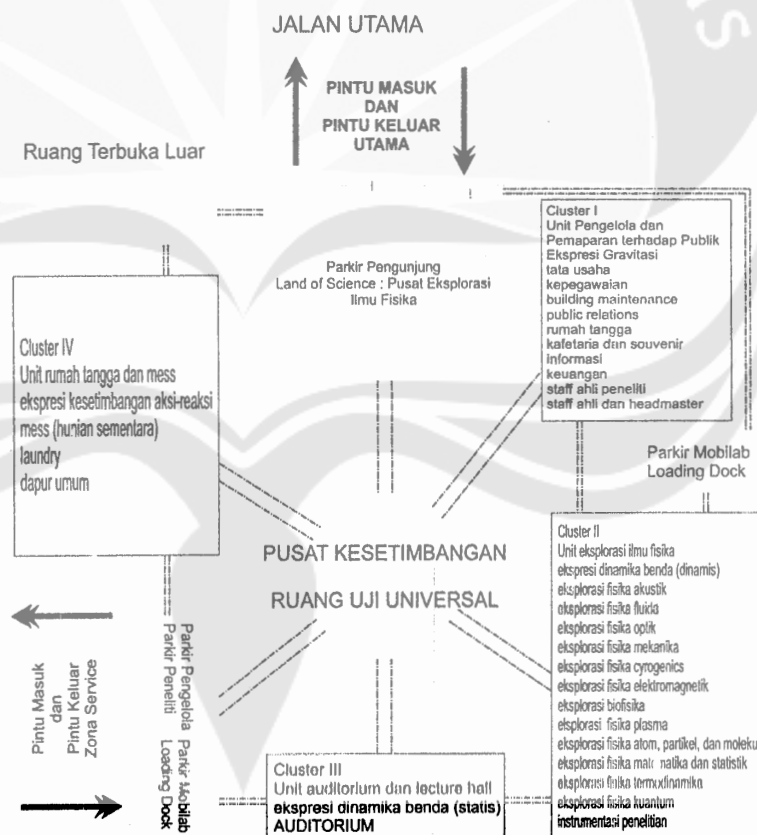 JALAN UTAMA
PINTU MASUK
DAN
PINTU KELUAR
UTAMA
Ruang Terbuka Luar
Parkir Pengunjung
Land of Science : Pusat Eksplorasi
Ilmu Fisika
Cluster I
Unit Pengelola dan
Pemaparan terhadap Publik
Ekspresi Gravitasi
tata usaha
kepegawaian
building maintenance
public relations
rumah tangga
kafetaria dan souvenir
informasi
keuangan
staff ahli peneliti
staff ahli dan headmaster
Cluster IV
Unit rumah tangga dan mess
ekspresi kesetimbangan aksi-reaksi
mess (hunian sementara)
laundry
dapur umum
Parkir Mobilab
Loading Dock
PUSAT KESETIMBANGAN
RUANG UJI UNIVERSAL
Cluster II
Unit eksplorasi ilmu fisika
ekspresi dinamika benda (dinamis)
eksplorasi fisika akustik
eksplorasi fisika fluida
eksplorasi fisika optik
eksplorasi fisika mekanika
eksplorasi fisika cyrogenics
eksplorasi fisika elektromagnetik
eksplorasi biofisika
eksplorasi fisika plasma
eksplorasi fisika atom, partikel, dan moleku
eksplorasi fisika matematika dan statistik
eksplorasi fisika termodinamika
eksplorasi fisika kuantum
instrumentasi penelitian
Pintu Masuk
dan
Pintu Keluar
Zona Service
Parkir Pengelola
Parkir Peneliti
Parkir Mobilab
Loading Dock
Cluster III
Unit auditorium dan lecture hall
ekspresi dinamika benda (statis)
AUDITORIUM